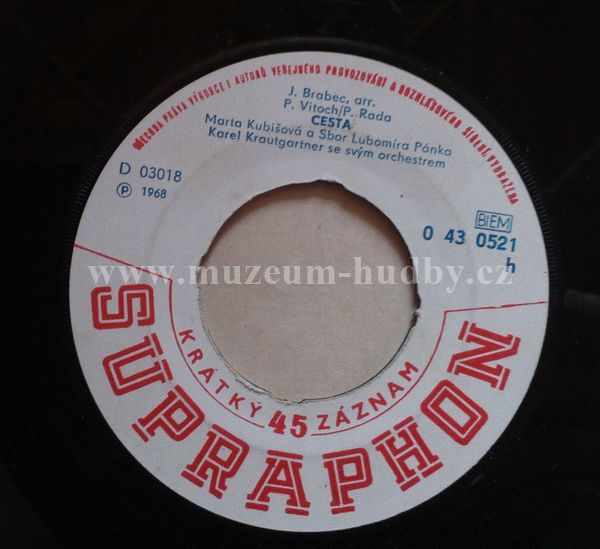 VŠECHNA PRÁVA VÝROBCE I AUTORŮ VEŘEJNÉHO PROVOZOVÁNÍ A ROZHLASOVÉHO ŠÍŘENÍ VYHRAZENA
J. Brabec, arr.
P. Vitoch/P. Rada
CESTA
Marta Kubišová a Sbor Lubomíra Pánka
Karel Krautgartner se svým orchestrem
D 03018
Ⓟ 1968
BIEM
0 43 0521
h
www.muzeum-hudby.cz
KRÁTKÝ 45 ZÁZNAM
SUPRAPHON